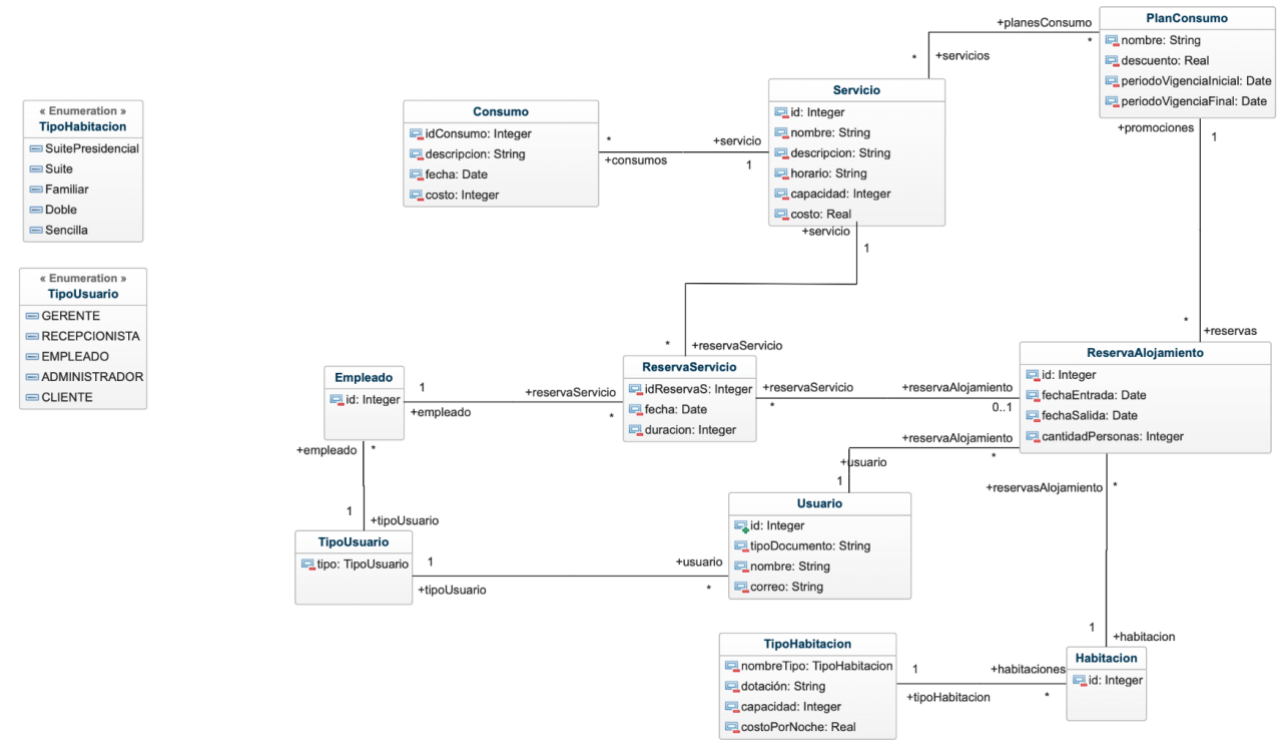 +planesConsumo
*
*
+servicios
PlanConsumo
nombre: String
descuento: Real
periodoVigenciaInicial: Date
periodoVigenciaFinal: Date
+promociones
1
« Enumeration »
TipoHabitacion
SuitePresidencial
Suite
Familiar
Doble
Sencilla
Consumo
idConsumo: Integer
descripcion: String
fecha: Date
costo: Integer
*
+consumos
+servicio
1
Servicio
id: Integer
nombre: String
descripcion: String
horario: String
capacidad: Integer
costo: Real
+servicio
1
« Enumeration »
TipoUsuario
GERENTE
RECEPCIONISTA
EMPLEADO
ADMINISTRADOR
CLIENTE
*
+reservaServicio
*
+reservas
Empleado
id: Integer
1
+empleado
+reservaServicio
*
ReservaServicio
idReservaS: Integer
fecha: Date
duracion: Integer
+reservaServicio
*
+reservaAlojamiento
0..1
ReservaAlojamiento
id: Integer
fechaEntrada: Date
fechaSalida: Date
cantidadPersonas: Integer
+empleado
*
+reservaAlojamiento
*
+usuario
1
+reservasAlojamiento
*
1
+tipoUsuario
TipoUsuario
tipo: TipoUsuario
1
+tipoUsuario
+usuario
*
Usuario
id: Integer
tipoDocumento: String
nombre: String
correo: String
1
+habitacion
TipoHabitacion
nombreTipo: TipoHabitacion
dotación: String
capacidad: Integer
costoPorNoche: Real
1
+tipoHabitacion
+habitaciones
*
Habitacion
id: Integer